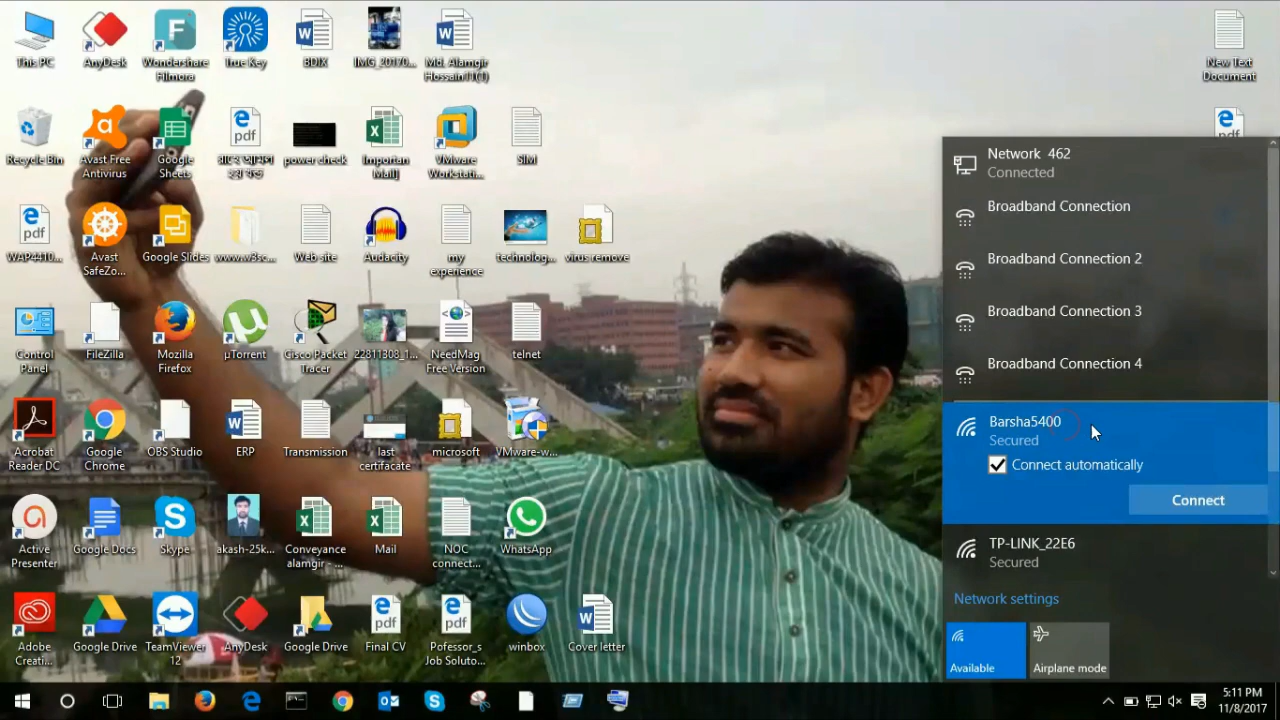 This PC
AnyDesk
Wondershare
Filmora
True Key
BDIX
IMG_20170...
Md. Alamgir
Hossain11(1)
New Text
Document
Recycle Bin
Avast Free
Antivirus
Google
Sheets
power check
Importan
Mail]
VMware
Workstati...
SIM
pdf
WAP4410...
Avast
SafeZo...
Google Slides
www.w3sc...
Web site
Audacity
my
experience
technolog...
virus remove
Control
Panel
FileZilla
Mozilla
Firefox
µTorrent
Cisco Packet
Tracer
22811808_1...
NeedMag
Free Version
telnet
Acrobat
Reader DC
Google
Chrome
OBS Studio
ERP
Transmission
last
certifacate
microsoft
VMware-w...
Active
Presenter
Google Docs
Skype
akash-25k...
Conveyance
alamgir - ...
Mail
NOC
connect...
WhatsApp
Adobe
Creati...
Google Drive
TeamViewer
12
AnyDesk
Google Drive
Final CV
Pofessor_s
Job Soluto...
winbox
Cover letter
Network 462
Connected
Broadband Connection
Broadband Connection 2
Broadband Connection 3
Broadband Connection 4
Barsha5400
Secured
Connect automatically
Connect
TP-LINK_22E6
Secured
Network settings
Available
Airplane mode
5:11 PM
11/8/2017